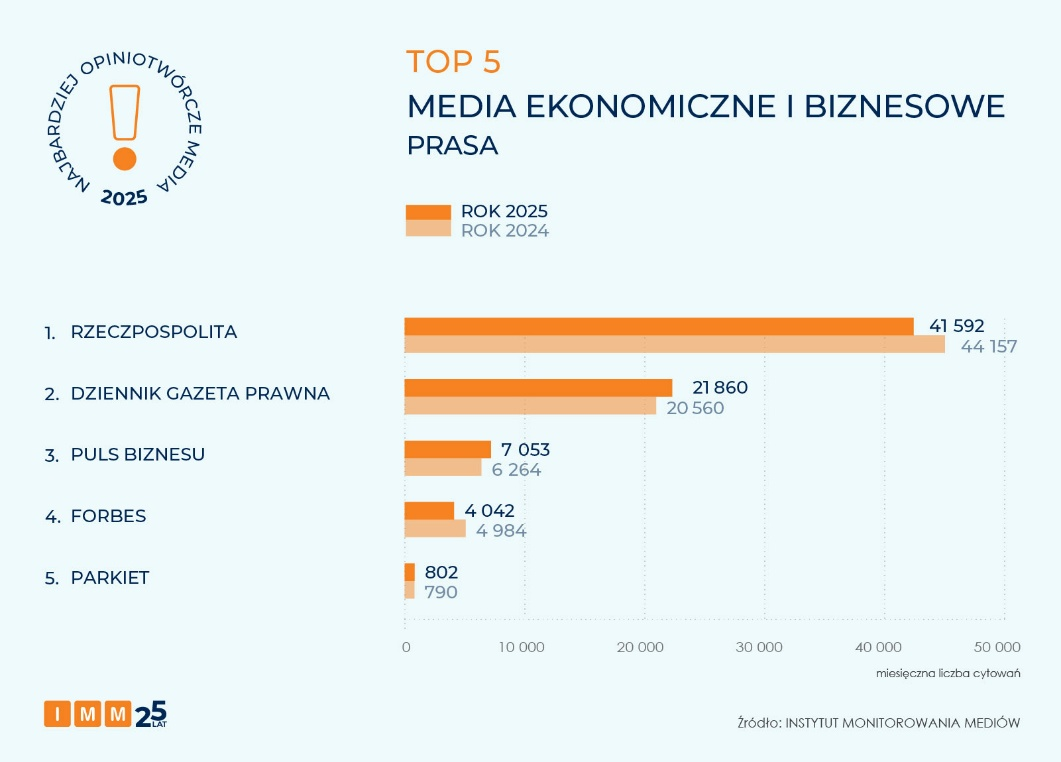 NAJBARDZIEJ OPINIOTWÓRCZE MEDIA
2025
TOP 5
MEDIA EKONOMICZNE I BIZNESOWE
PRASA
ROK 2025
ROK 2024
1. RZECZPOSPOLITA
41 592
44 157
2. DZIENNIK GAZETA PRAWNA
21 860
20 560
3. PULS BIZNESU
7 053
6 264
4. FORBES
4 042
4 984
5. PARKIET
802
790
0 10 000 20 000 30 000 40 000 50 000
miesięczna liczba cytowań
IMM 25 LAT
Źródło: INSTYTUT MONITOROWANIA MEDIÓW